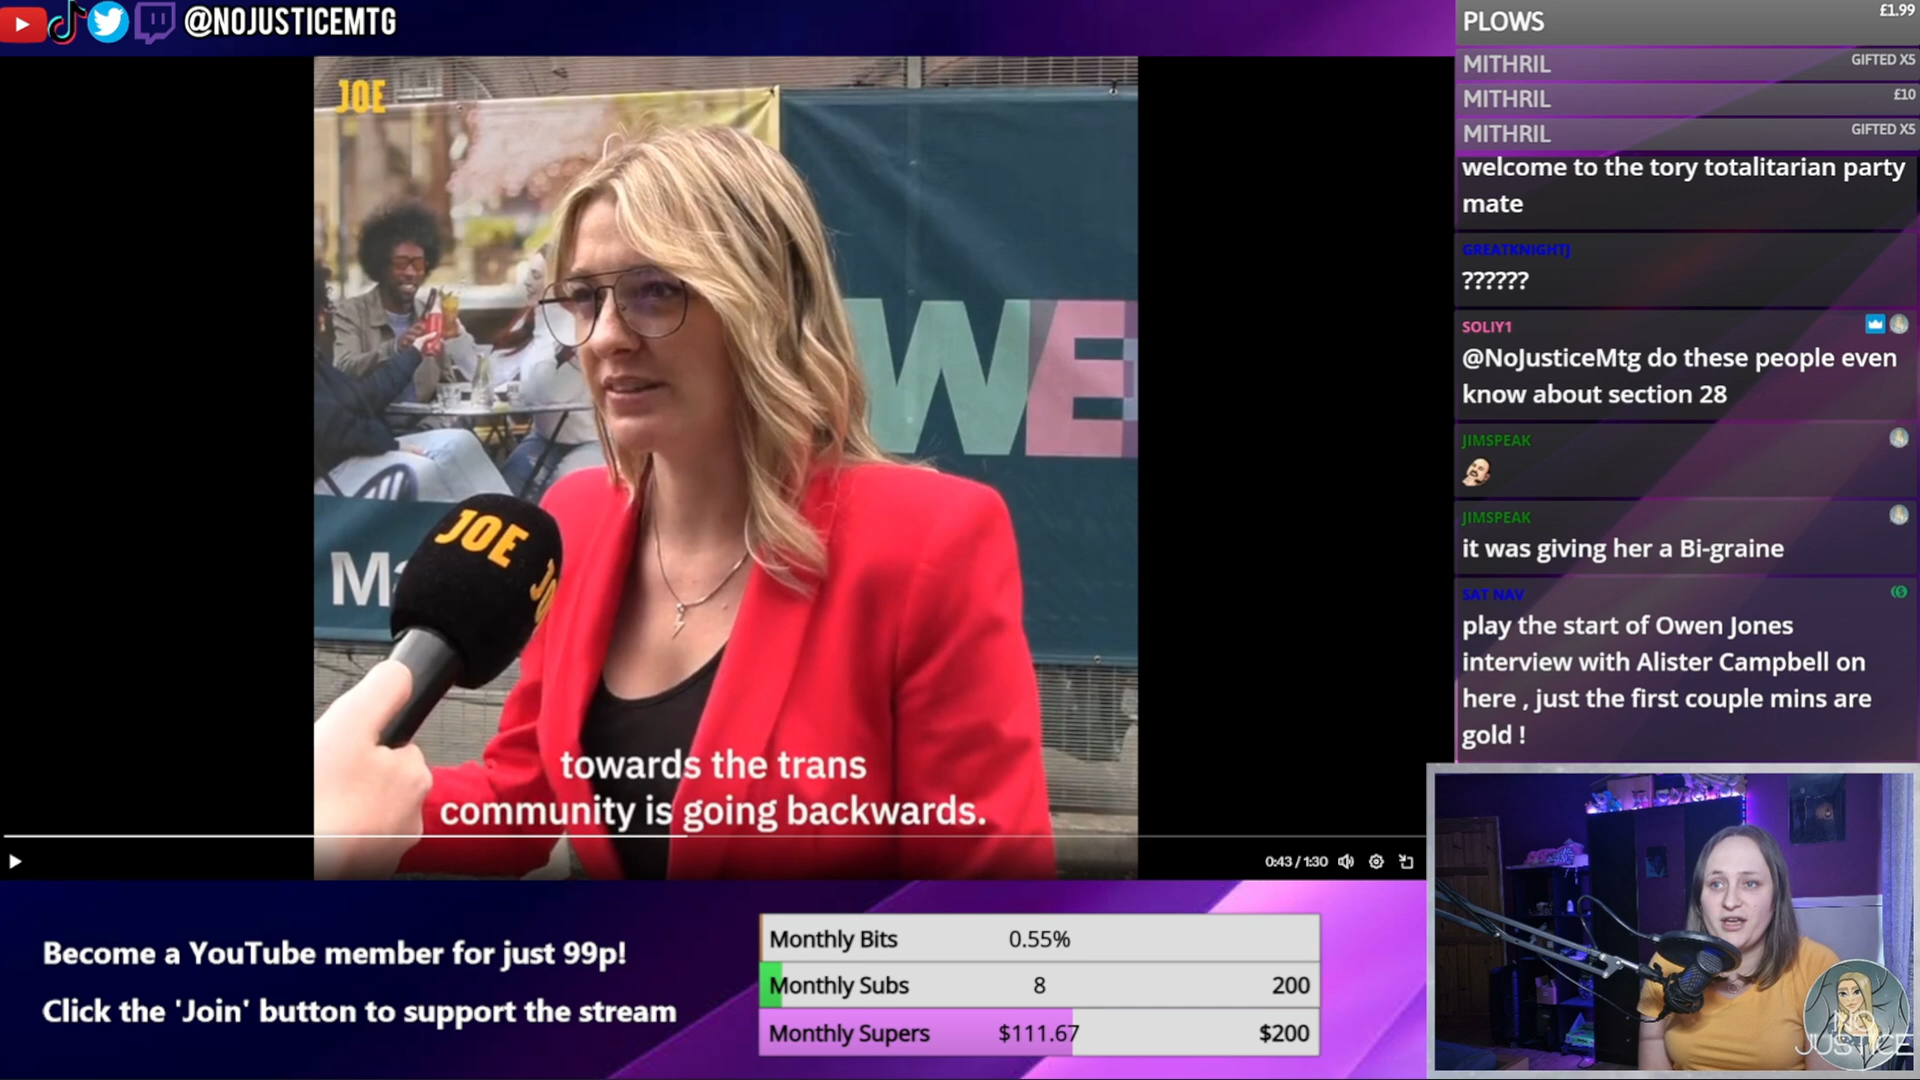 @NOJUSTICEMTG
JOE
WE
JOE
towards the trans
community is going backwards.
0:43 / 1:30
Become a YouTube member for just 99p!
Click the 'Join' button to support the stream
Monthly Bits 0.55%
Monthly Subs 8 200
Monthly Supers $111.67 $200
PLOWS £1.99
MITHRIL GIFTED X5
MITHRIL £10
MITHRIL GIFTED X5
welcome to the tory totalitarian party
mate
GREATKNIGHTJ
??????
SOLIY1
@NoJusticeMtg do these people even
know about section 28
JIMSPEAK
JIMSPEAK
it was giving her a Bi-graine
SAT NAV
play the start of Owen Jones
interview with Alister Campbell on
here , just the first couple mins are
gold !
NO
JUSTICE